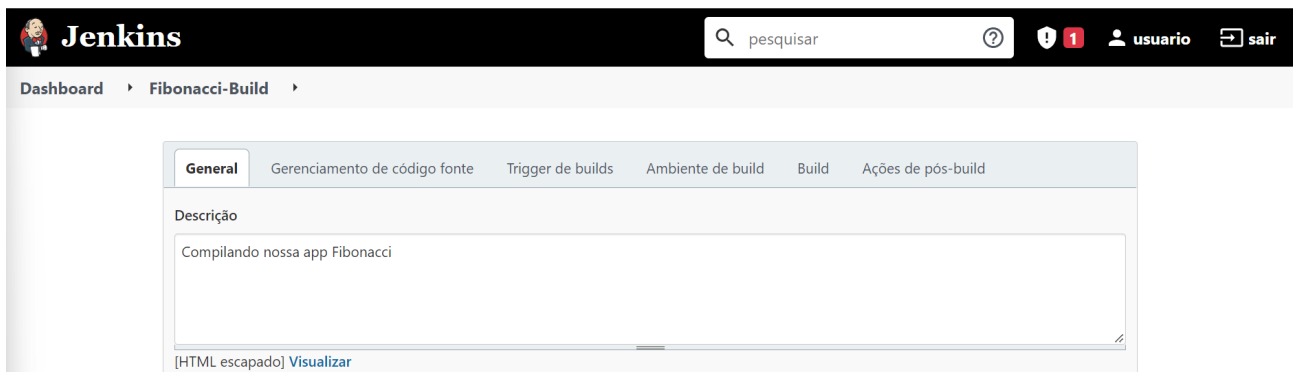 Jenkins pesquisar 1 usuario sair
Dashboard Fibonacci-Build
General Gerenciamento de código fonte Trigger de builds Ambiente de build Build Ações de pós-build
Descrição
Compilando nossa app Fibonacci
[HTML escapado] Visualizar